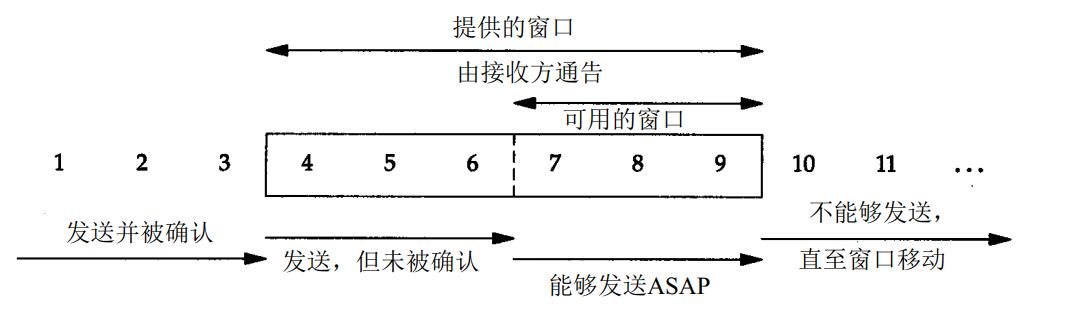 提供的窗口
由接收方通告
可用的窗口
1 2 3 4 5 6 7 8 9 10 11 ...
发送并被确认
发送，但未被确认
能够发送ASAP
不能够发送，
直至窗口移动